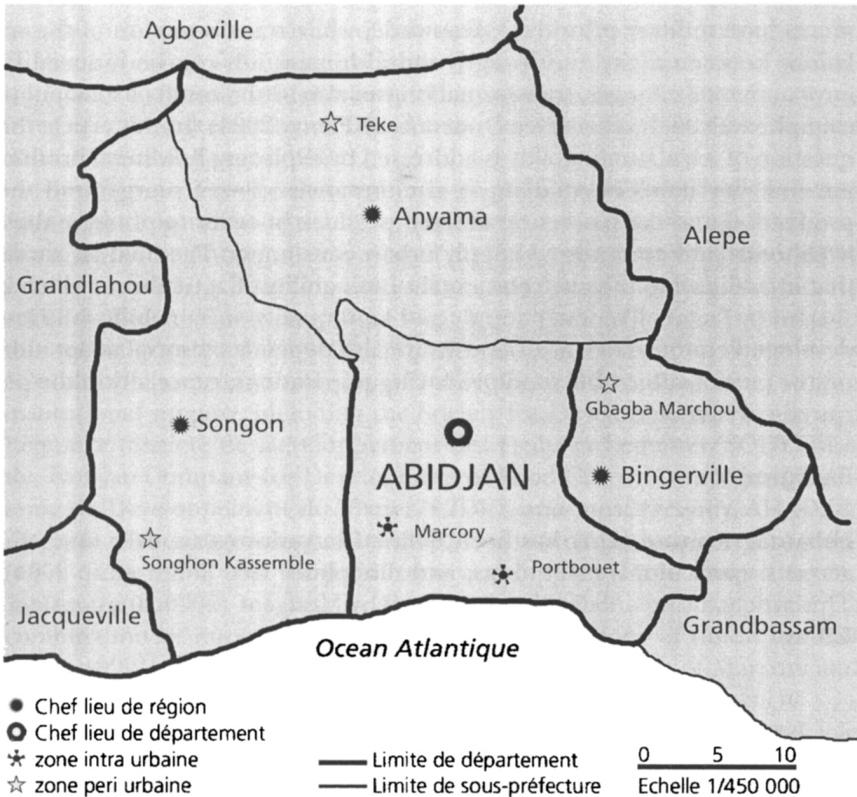 Agboville
Teke
Anyama
Alepe
Grandlahou
Gbagba Marchou
Songon
ABIDJAN
Bingerville
Marcory
Songhon Kassemble
Portbouet
Jacqueville
Grandbassam
Ocean Atlantique
Chef lieu de région
Chef lieu de département
zone intra urbaine
zone peri urbaine
Limite de département
Limite de sous-préfecture
0 5 10
Echelle 1/450 000